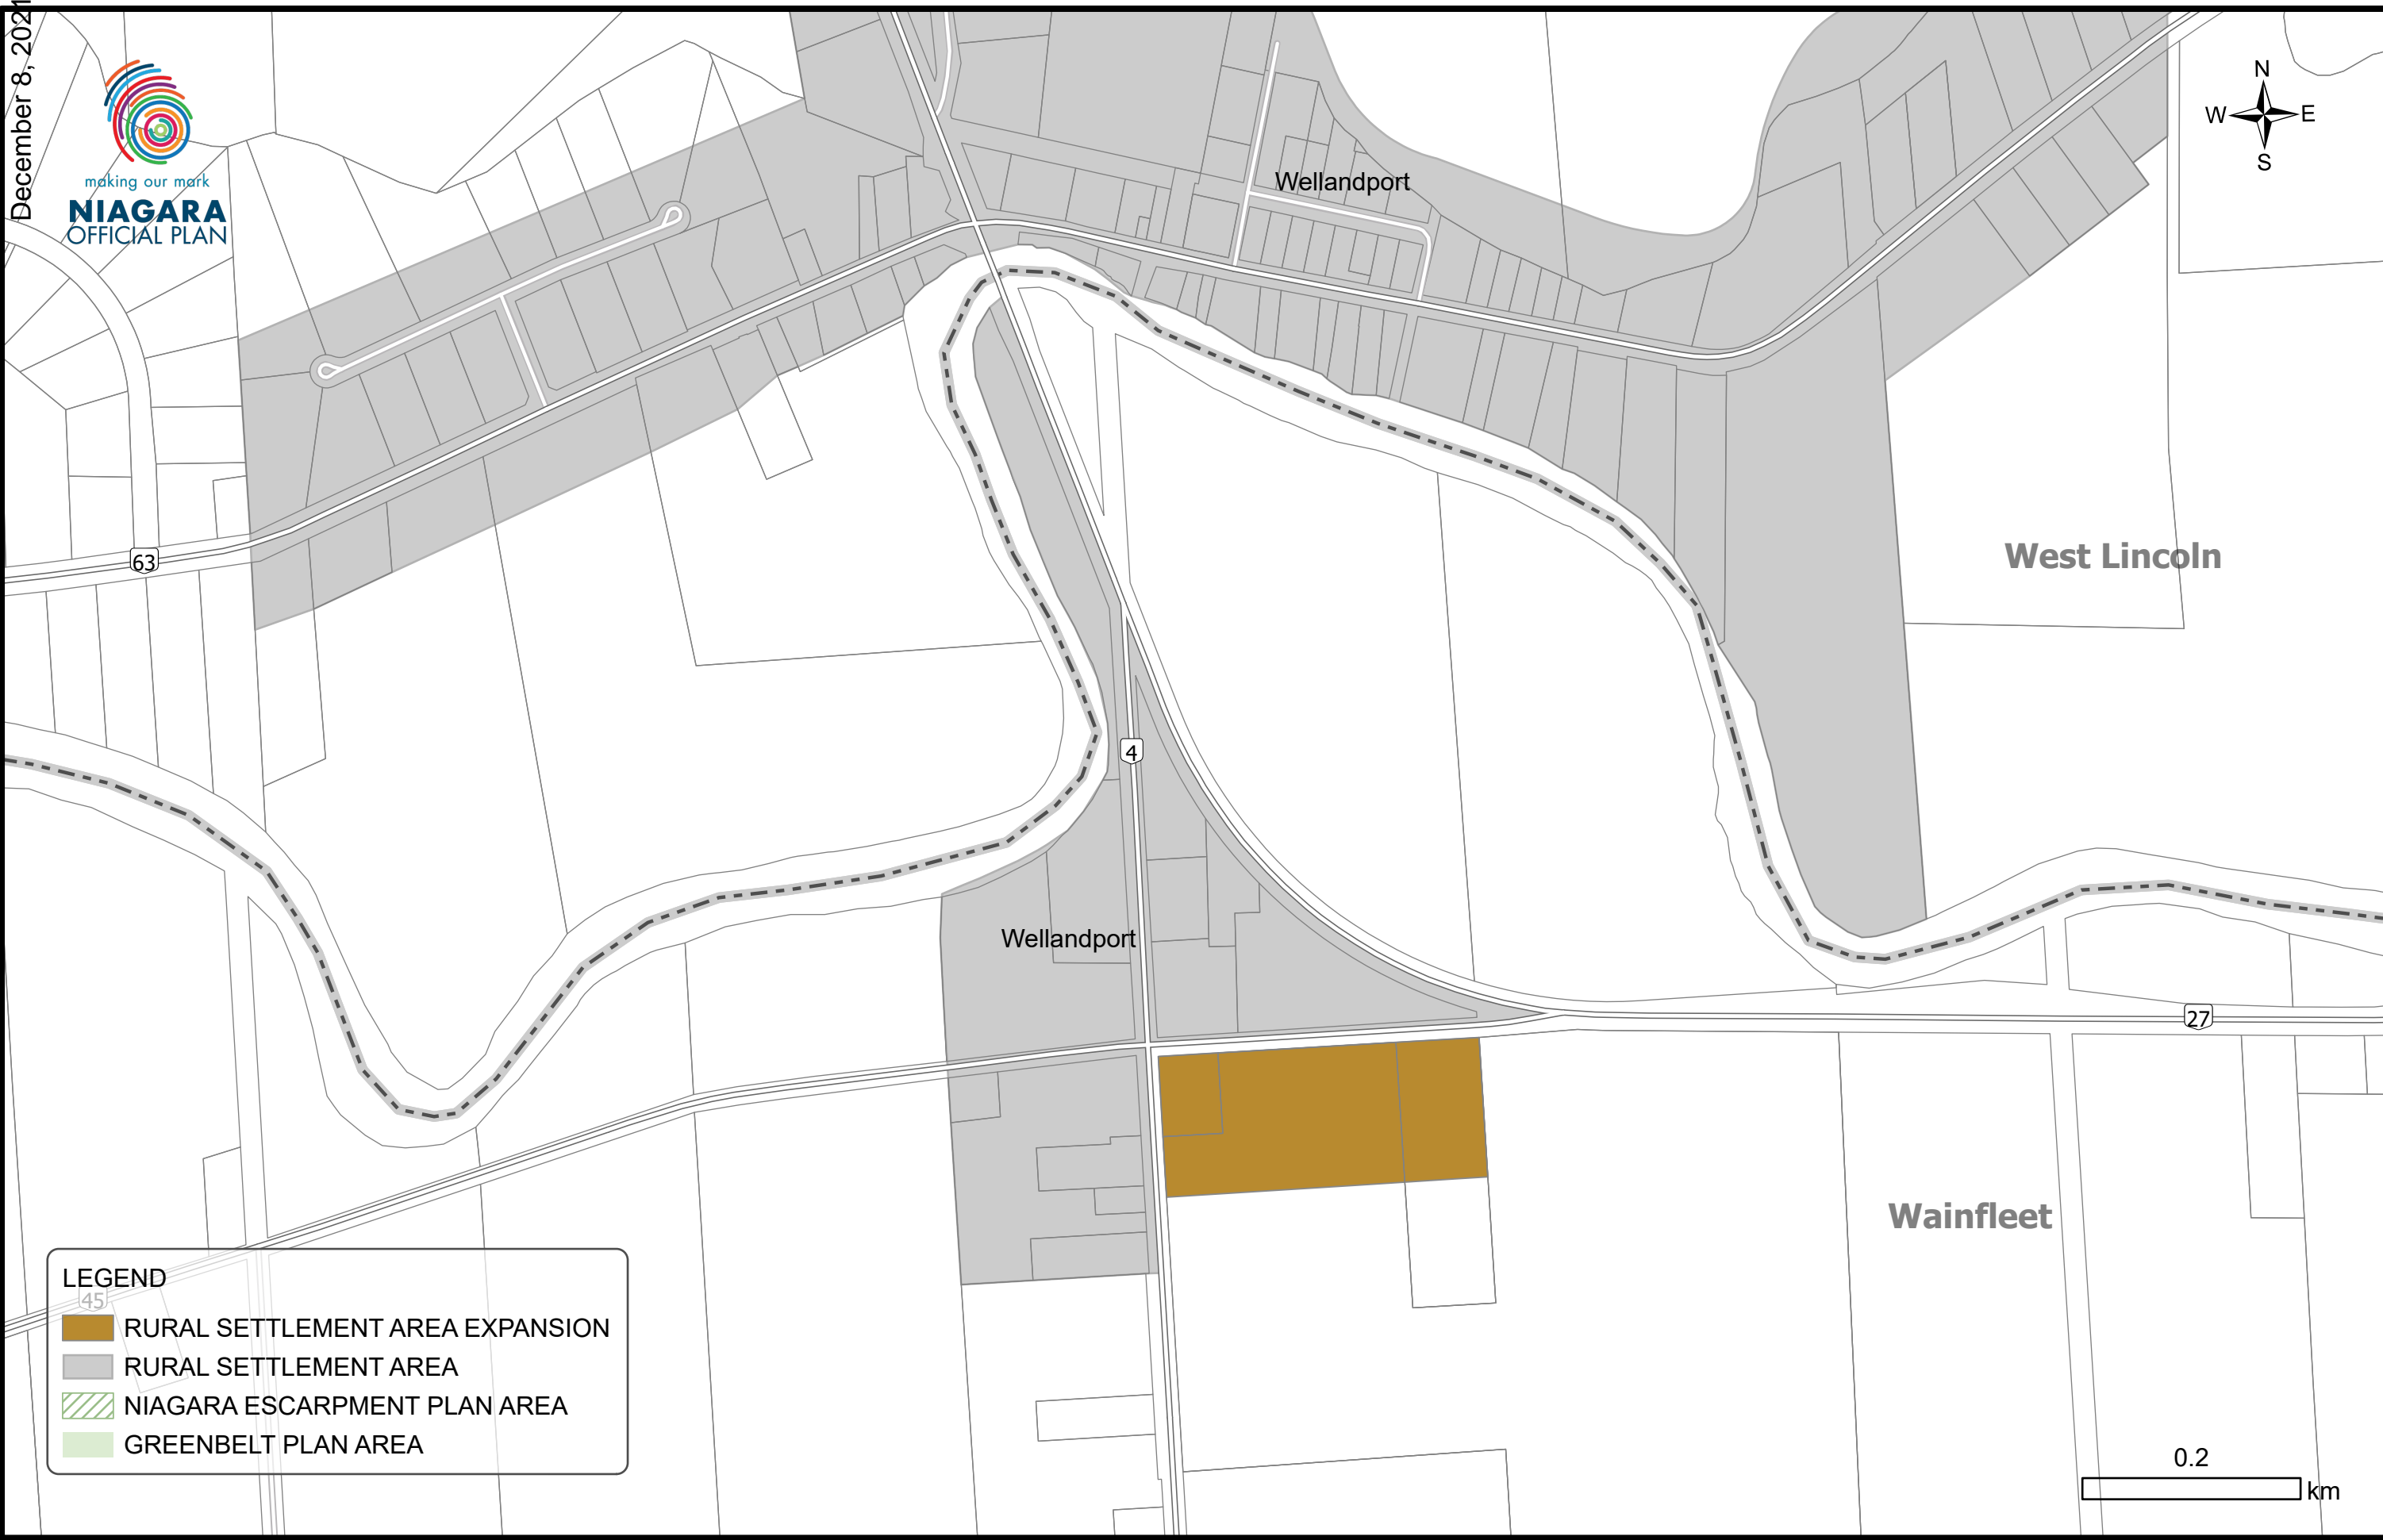 December 8, 2021
making our mark
NIAGARA
OFFICIAL PLAN
N
W E
S
Wellandport
63
West Lincoln
4
Wellandport
27
Wainfleet
LEGEND
45
RURAL SETTLEMENT AREA EXPANSION
RURAL SETTLEMENT AREA
NIAGARA ESCARPMENT PLAN AREA
GREENBELT PLAN AREA
0.2
km